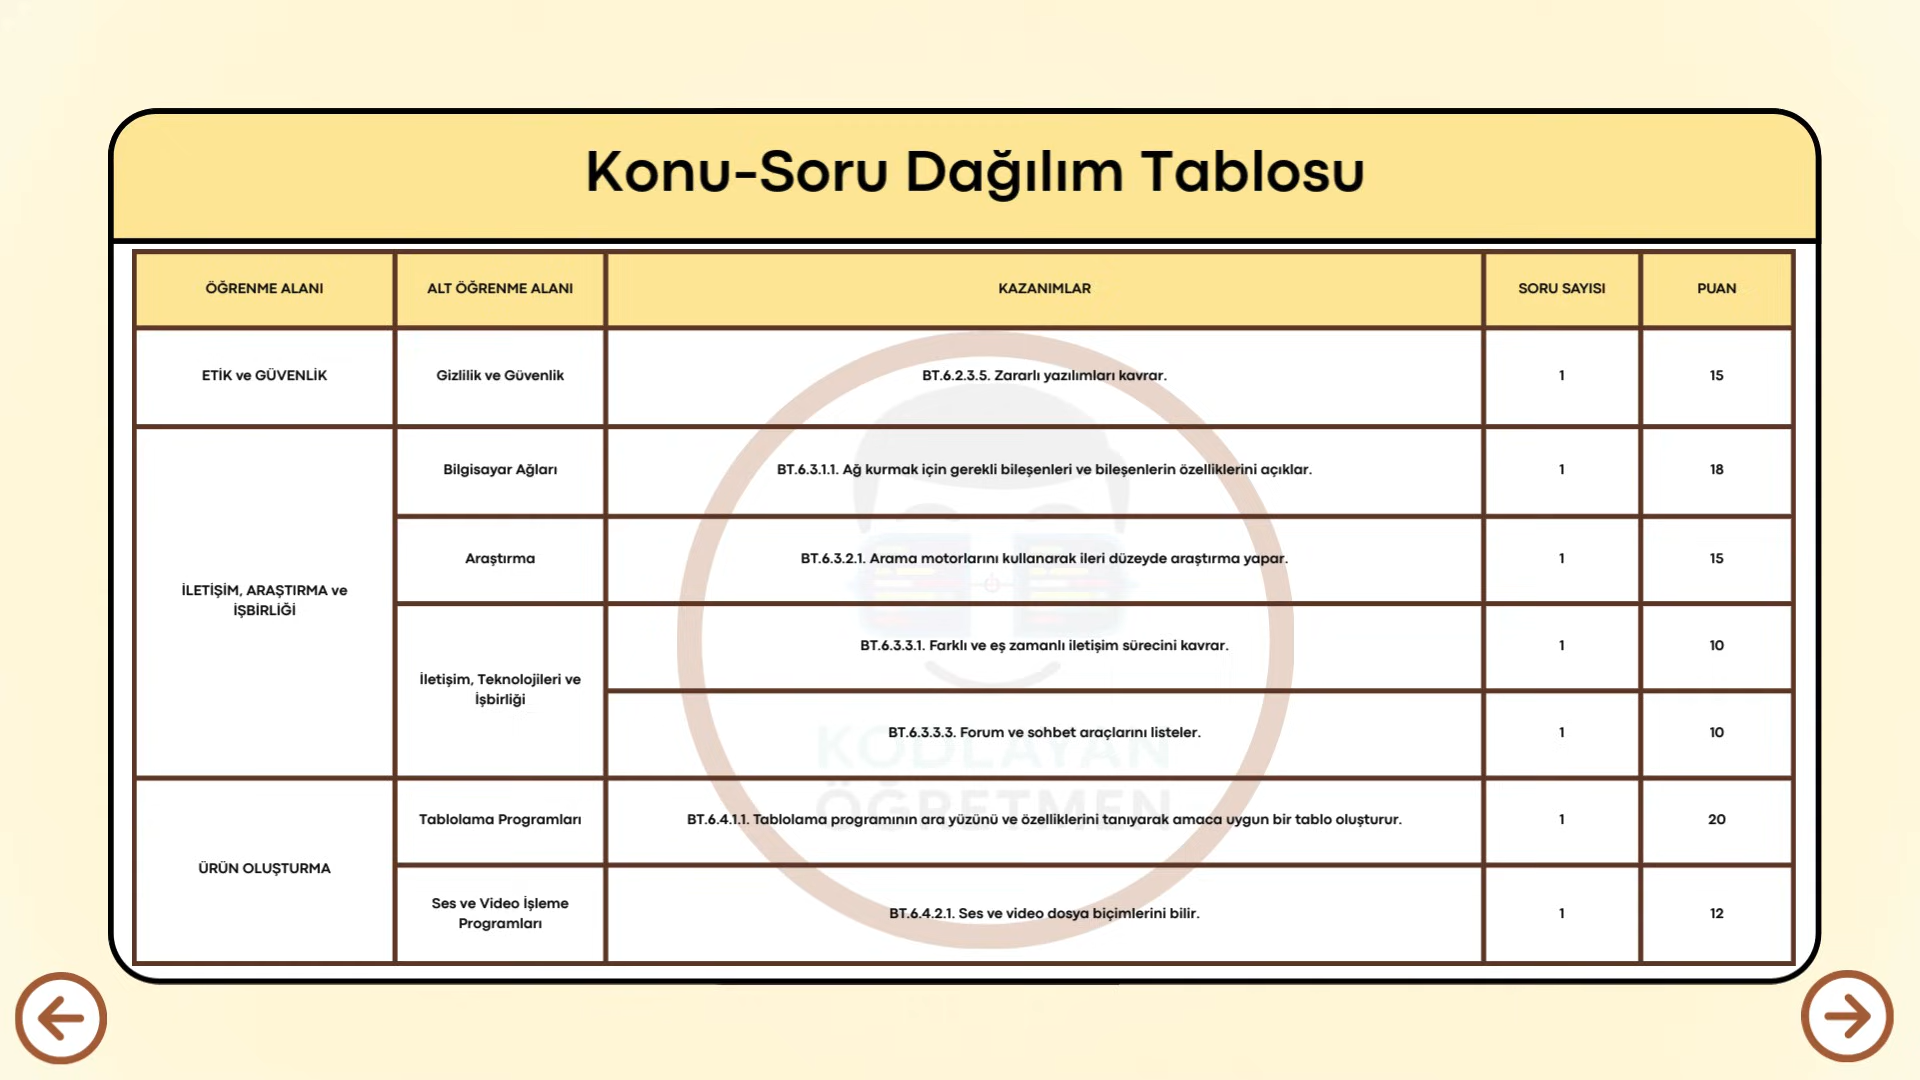 Konu-Soru Dağılım Tablosu
ÖĞRENME ALANI
ALT ÖĞRENME ALANI
KAZANIMLAR
SORU SAYISI
PUAN
ETİK ve GÜVENLİK
Gizlilik ve Güvenlik
BT.6.2.3.5. Zararlı yazılımları kavrar.
1
15
İLETİŞİM, ARAŞTIRMA ve
İŞBİRLİĞİ
Bilgisayar Ağları
BT.6.3.1.1. Ağ kurmak için gerekli bileşenleri ve bileşenlerin özelliklerini açıklar.
1
18
Araştırma
BT.6.3.2.1. Arama motorlarını kullanarak ileri düzeyde araştırma yapar.
1
15
İletişim, Teknolojileri ve
İşbirliği
BT.6.3.3.1. Farklı ve eş zamanlı iletişim sürecini kavrar.
1
10
BT.6.3.3.3. Forum ve sohbet araçlarını listeler.
1
10
KODLAYAN
ÖĞRETMEN
ÜRÜN OLUŞTURMA
Tablolama Programları
BT.6.4.1.1. Tablolama programının ara yüzünü ve özelliklerini tanıyarak amaca uygun bir tablo oluşturur.
1
20
Ses ve Video İşleme
Programları
BT.6.4.2.1. Ses ve video dosya biçimlerini bilir.
1
12